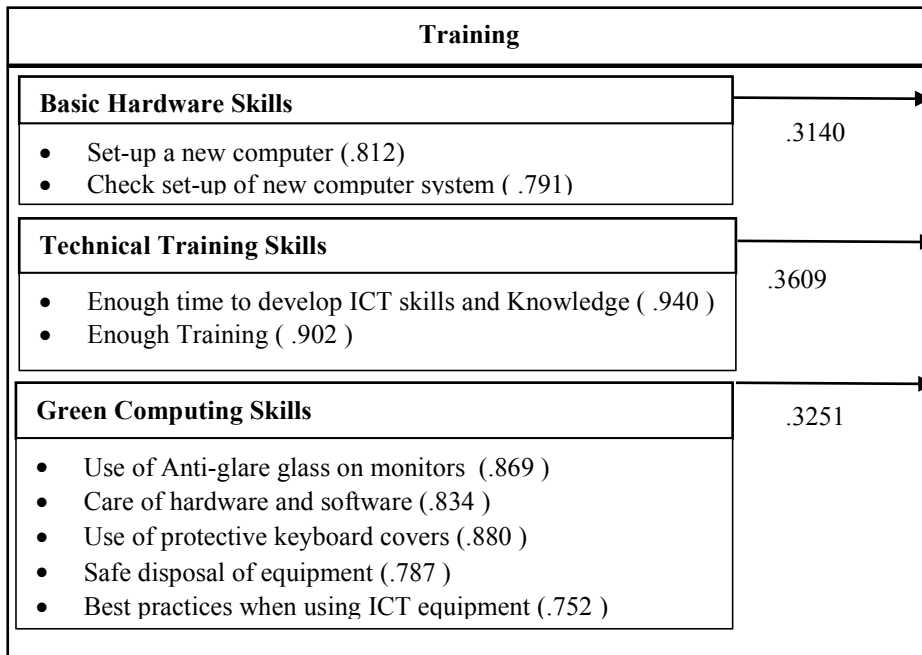 Training
Basic Hardware Skills
.3140
• Set-up a new computer (.812)
• Check set-up of new computer system ( .791)
Technical Training Skills
.3609
• Enough time to develop ICT skills and Knowledge ( .940)
• Enough Training ( .902 )
Green Computing Skills
.3251
• Use of Anti-glare glass on monitors  (.869 )
• Care of hardware and software (.834 )
• Use of protective keyboard covers (.880 )
• Safe disposal of equipment (.787 )
• Best practices when using ICT equipment (.752 )